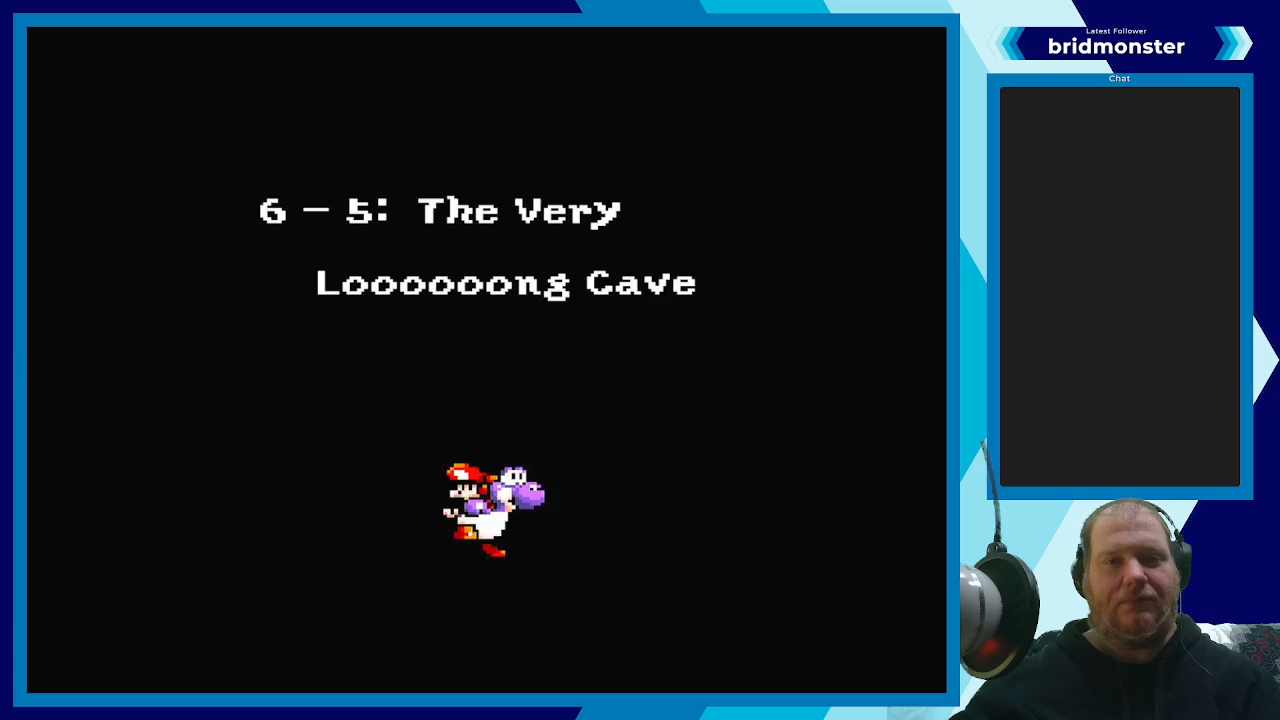 6 - 5: The Very
Loooooong Cave
Latest Follower
bridmonster
Chat